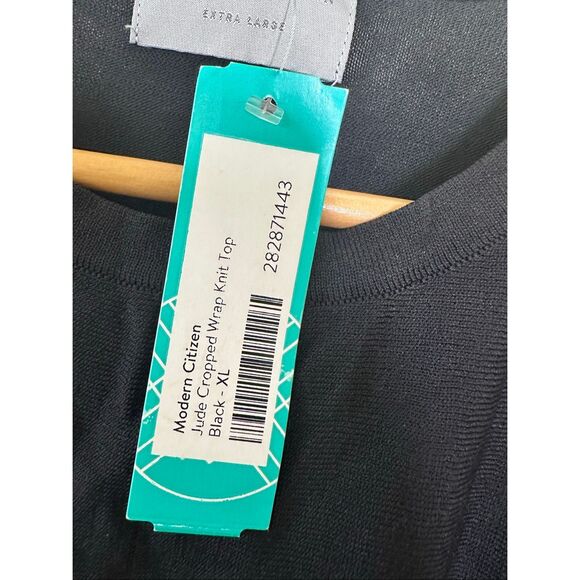 EXTRA LARGE
Modern Citizen
Jude Cropped Wrap Knit Top
Black - XL
282871443